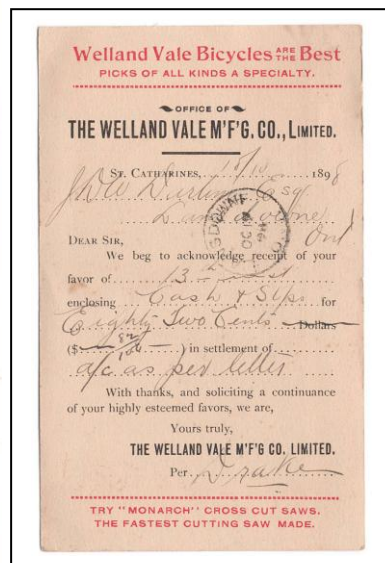 Welland Vale Bicycles ARE THE Best
PICKS OF ALL KINDS A SPECIALTY.
OFFICE OF
THE WELLAND VALE M'F'G. CO., LIMITED.
ST. CATHARINES, 15/10 1898
Esq
Lansdowne
Ont
DEAR SIR,
We beg to acknowledge receipt of your
favor of 13th
enclosing Cash & Slip for
Eighty Two Cents Dollars
($ 82/100 ) in settlement of
a/c as per letter
With thanks, and soliciting a continuance
of your highly esteemed favors, we are,
Yours truly,
THE WELLAND VALE M'F'G CO. LIMITED.
Per Drake
TRY "MONARCH" CROSS CUT SAWS.
THE FASTEST CUTTING SAW MADE.